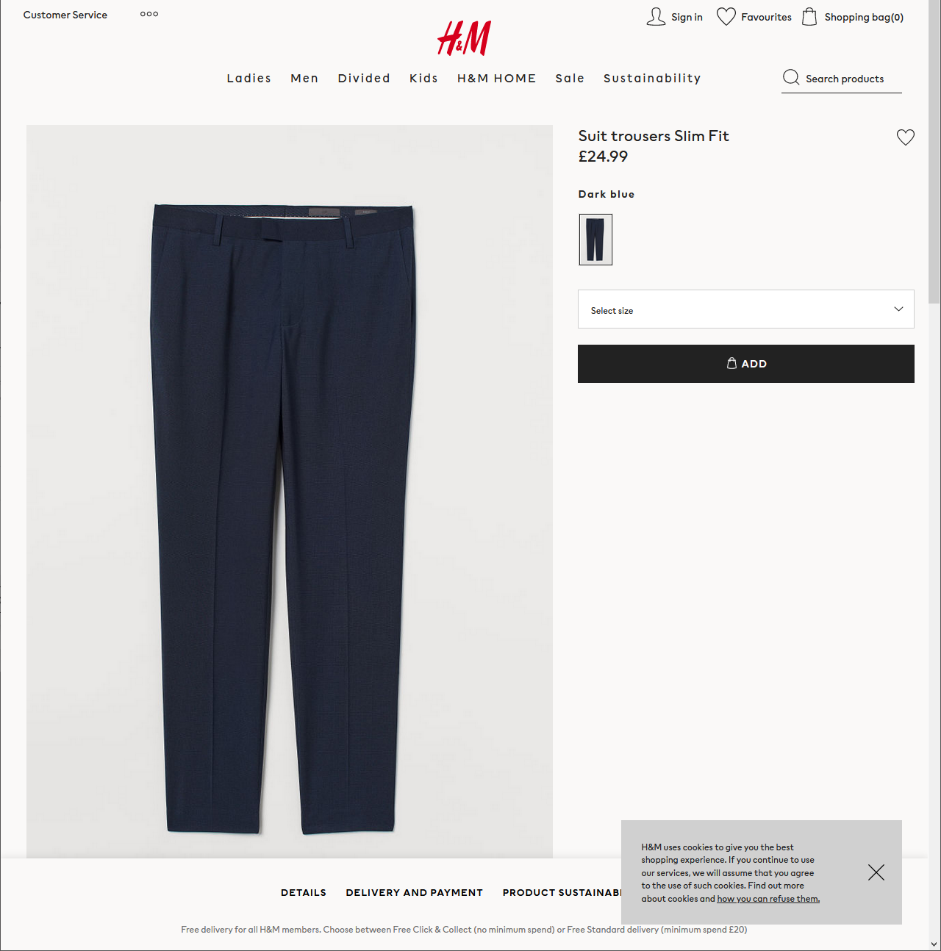 Customer Service
Sign in
Favourites
Shopping bag(0)
H&M
Ladies Men Divided Kids H&M HOME Sale Sustainability
Search products
Suit trousers Slim Fit
£24.99
Dark blue
Select size
ADD
H&M uses cookies to give you the best
shopping experience. If you continue to use
our services, we will assume that you agree
to the use of such cookies. Find out more
about cookies and how you can refuse them.
DETAILS DELIVERY AND PAYMENT PRODUCT SUSTAINAB
Free delivery for all H&M members. Choose between Free Click & Collect (no minimum spend) or Free Standard delivery (minimum spend £20)